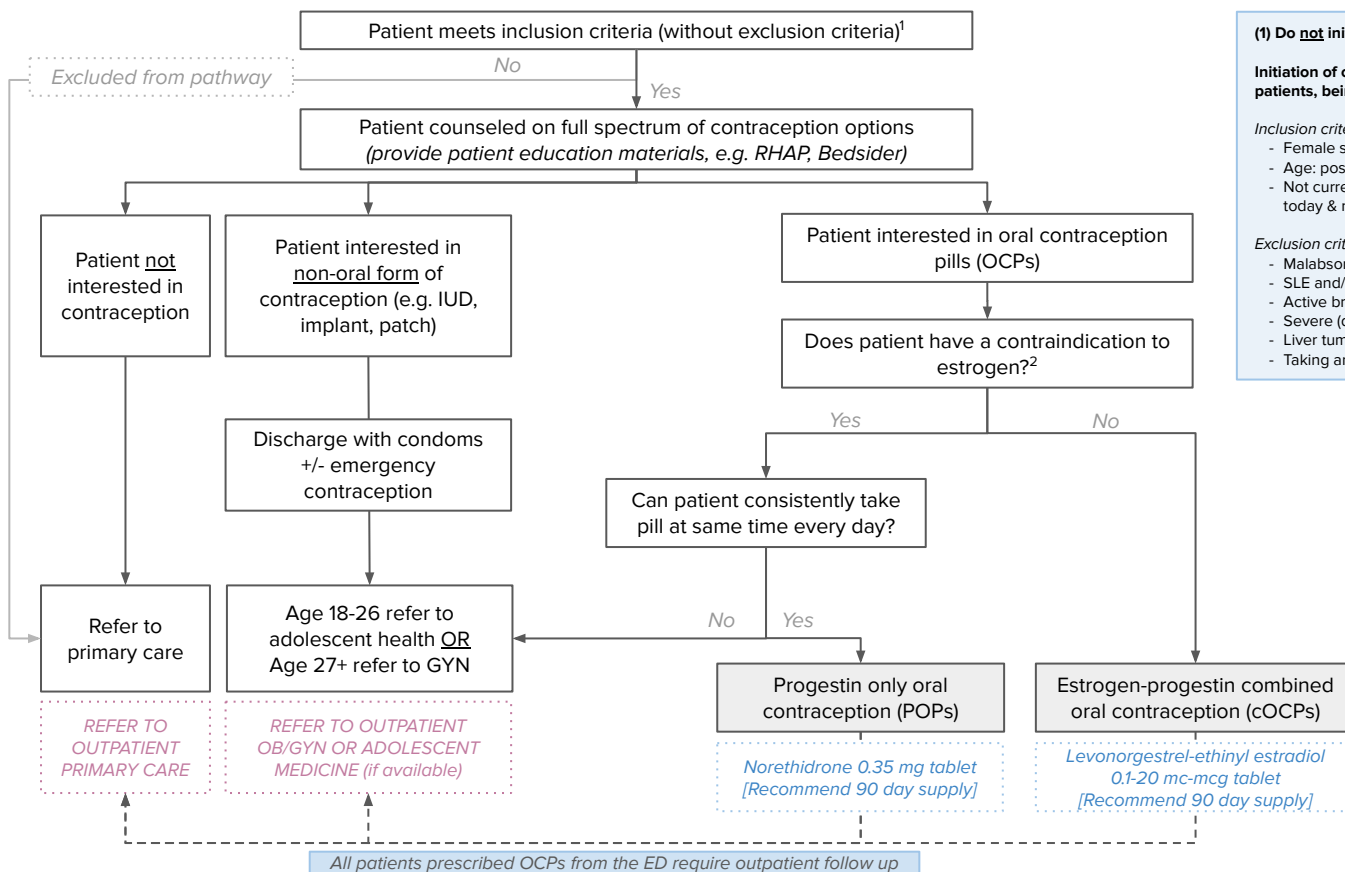 Patient meets inclusion criteria (without exclusion criteria)1
No
Excluded from pathway
Yes
Patient counseled on full spectrum of contraception options
(provide patient education materials, e.g. RHAP, Bedsider)
Patient not
interested in
contraception
Patient interested in
non-oral form of
contraception (e.g. IUD,
implant, patch)
Patient interested in oral contraception
pills (OCPs)
Does patient have a contraindication to
estrogen?2
Yes
No
Discharge with condoms
+/- emergency
contraception
Can patient consistently take
pill at same time every day?
No
Yes
Refer to
primary care
Age 18-26 refer to
adolescent health OR
Age 27+ refer to GYN
Progestin only oral
contraception (POPs)
Estrogen-progestin combined
oral contraception (cOCPs)
REFER TO
OUTPATIENT
PRIMARY CARE
REFER TO OUTPATIENT
OB/GYN OR ADOLESCENT
MEDICINE (if available)
Norethidrone 0.35 mg tablet
[Recommend 90 day supply]
Levonorgestrel-ethinyl estradiol
0.1-20 mc-mcg tablet
[Recommend 90 day supply]
All patients prescribed OCPs from the ED require outpatient follow up
(1) Do not ini
Initiation of
patients, bei
Inclusion crite
- Female s
- Age: pos
- Not curre
today & r
Exclusion crit
- Malabsor
- SLE and/
- Active br
- Severe (
- Liver tum
- Taking ar